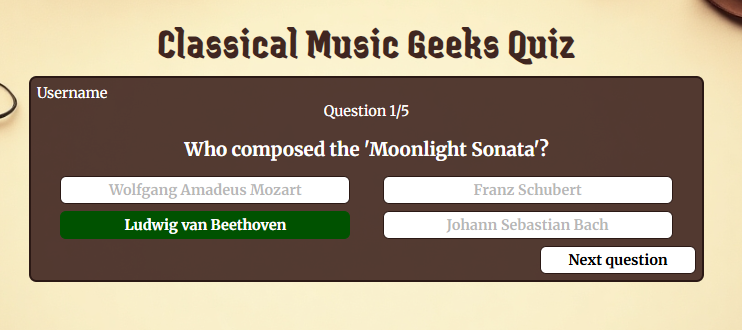 Classical Music Geeks Quiz
Username
Question 1/5
Who composed the 'Moonlight Sonata'?
Wolfgang Amadeus Mozart
Franz Schubert
Ludwig van Beethoven
Johann Sebastian Bach
Next question